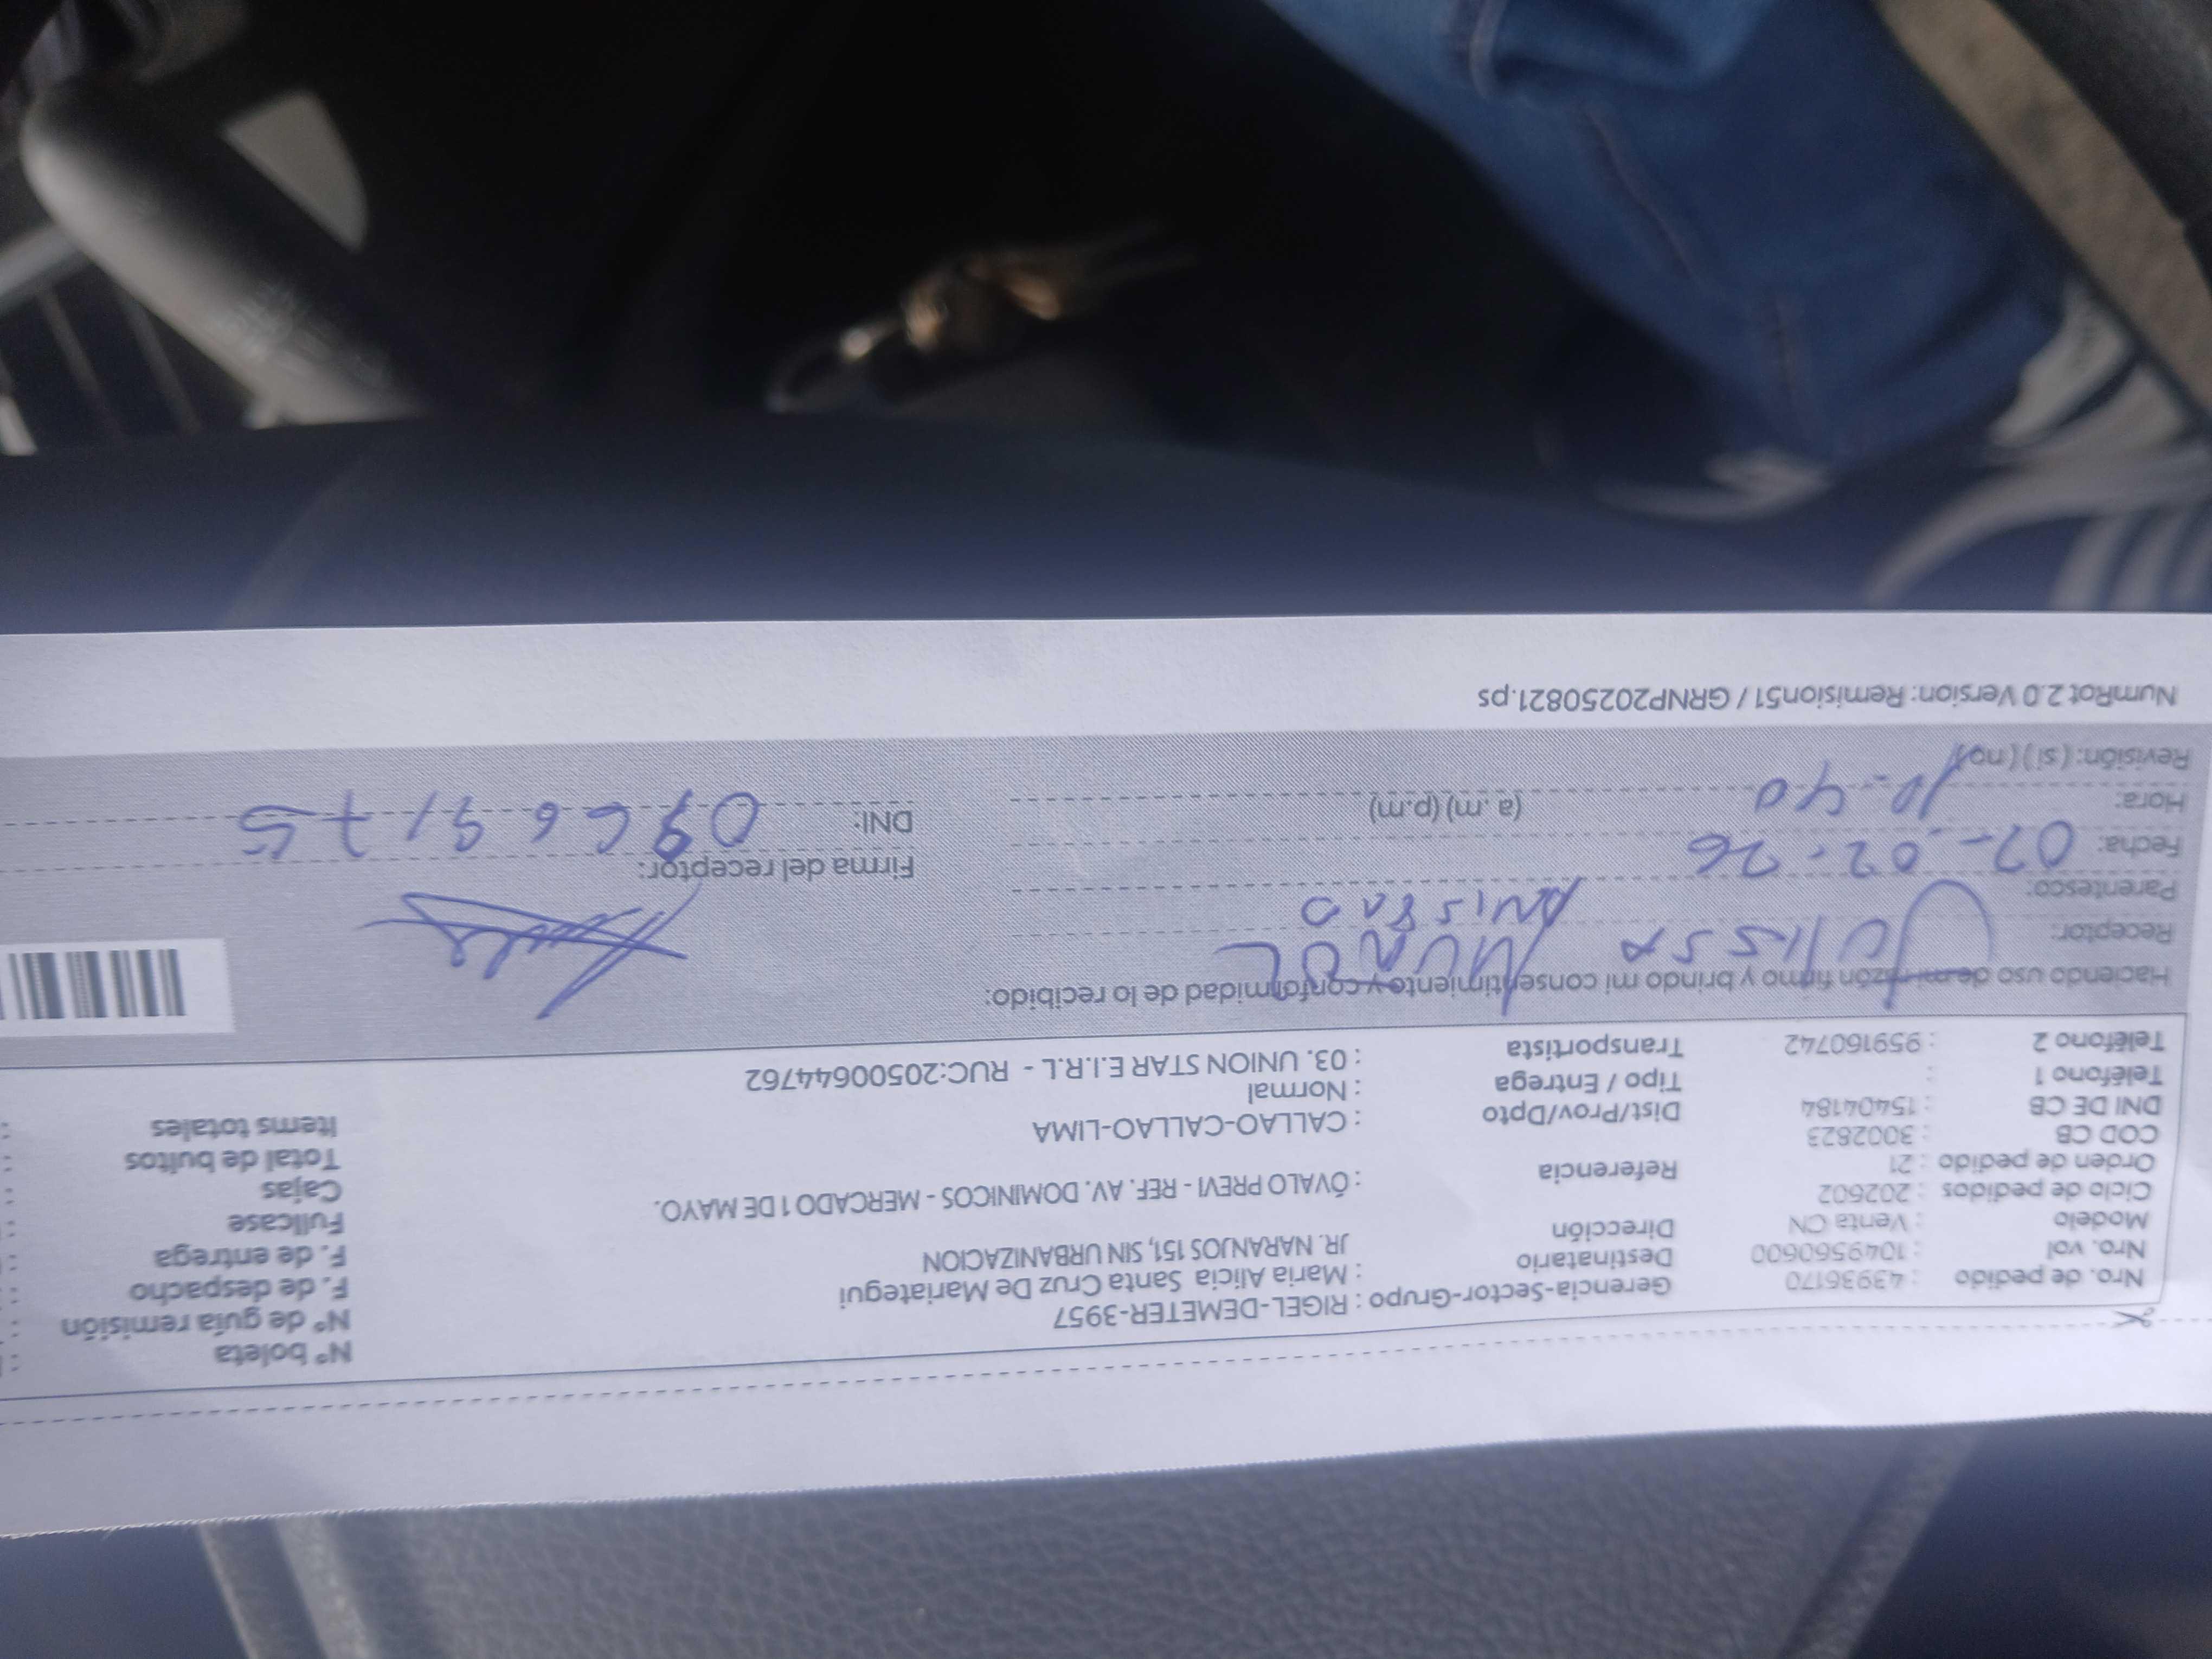 Nro. de pedido : 43936170
Nro. vol : 1049560600
Modelo : Venta CN
Ciclo de pedidos : 202602
Orden de pedido : 21
COD CB : 3002823
DNI DE CB : 15404184
Teléfono 1 :
Teléfono 2 : 959160742
Gerencia-Sector-Grupo : RIGEL-DEMETER-3957
Destinatario : Maria Alicia Santa Cruz De Mariategui
Dirección JR. NARANJOS 151, SIN URBANIZACION
Referencia : ÓVALO PREVI - REF. AV. DOMINICOS - MERCADO 1 DE MAYO.
Dist/Prov/Dpto : CALLAO-CALLAO-LIMA
Tipo / Entrega : Normal
Transportista : 03. UNION STAR E.I.R.L - RUC:20500644762
N° boleta :
N° de guía remisión :
F. de despacho :
F. de entrega :
Fullcase :
Cajas :
Total de bultos :
Items totales :
Haciendo uso de mi razón firmo y brindo mi consentimiento y conformidad de lo recibido:
Receptor: Julissa Muñoz
Parentesco:
Fecha: 07-02-26
Hora: 10:40 (a. m) (p.m)
Revisión: (si) (no)
Firma del receptor:
DNI:
NumRot 2.0 Version: Remision51 / GRNP20250821.ps